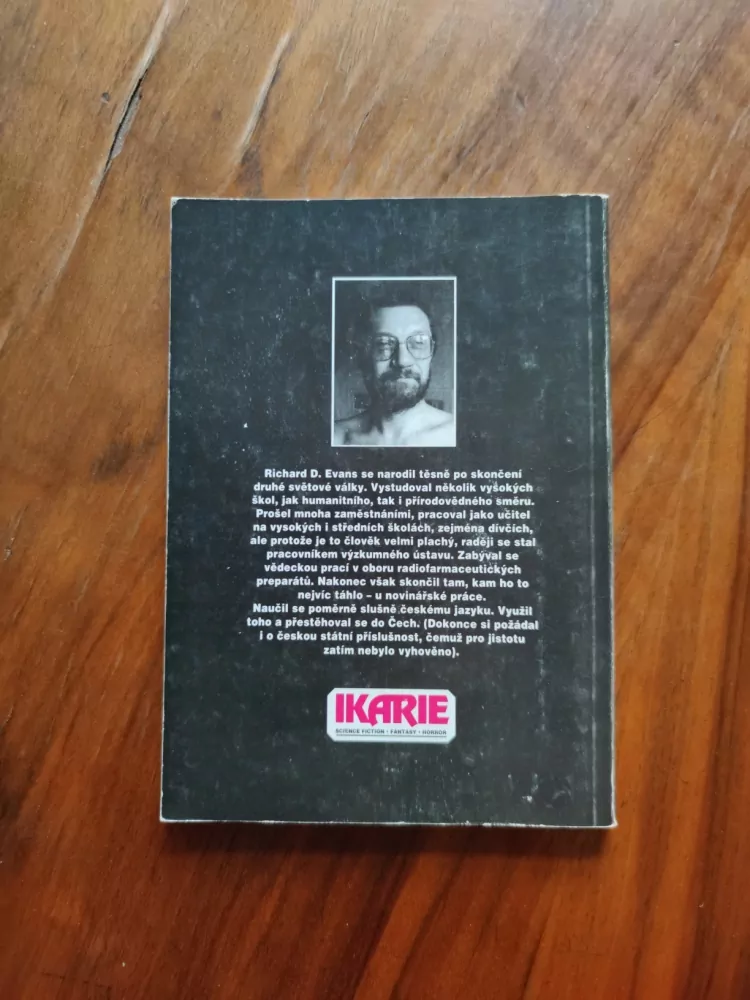 Richard D. Evans se narodil těsně po skončení
druhé světové války. Vystudoval několik vysokých
škol, jak humanitního, tak i přírodovědného směru.
Prošel mnoha zaměstnáními, pracoval jako učitel
na vysokých i středních školách, zejména dívčích,
ale protože je to člověk velmi plachý, raději se stal
pracovníkem výzkumného ústavu. Zabýval se
vědeckou prací v oboru radiofarmaceutických
preparátů. Nakonec však skončil tam, kam ho to
nejvíc táhlo – u novinářské práce.
Naučil se poměrně slušně českému jazyku. Využil
toho a přestěhoval se do Čech. (Dokonce si požádal
i o českou státní příslušnost, čemuž pro jistotu
zatím nebylo vyhověno).
IKARIE
SCIENCE FICTION • FANTASY • HORROR